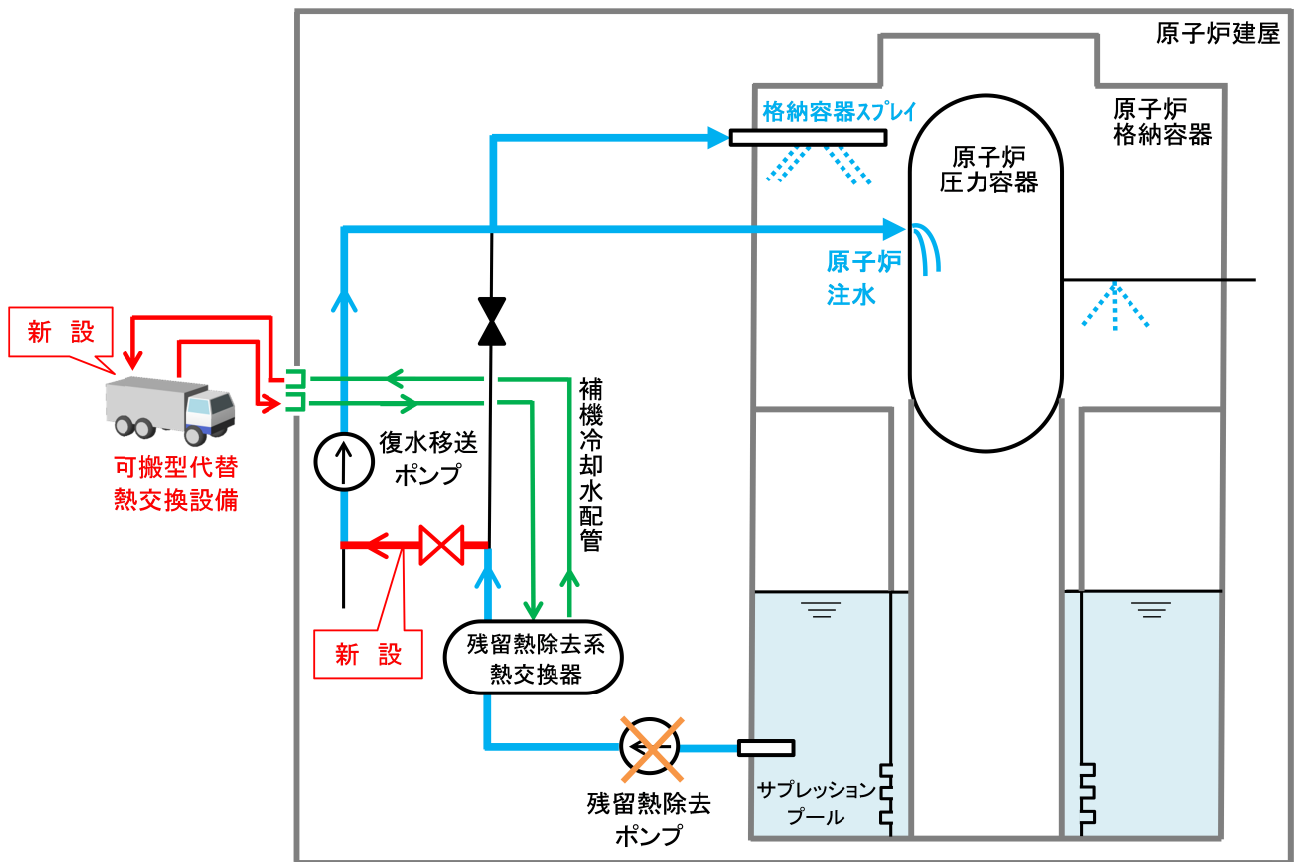 原子炉建屋
格納容器スプレイ
原子炉
格納容器
原子炉
圧力容器
原子炉
注水
新 設
補機冷却水配管
復水移送
ポンプ
可搬型代替
熱交換設備
新 設
残留熱除去系
熱交換器
サプレッション
プール
残留熱除去
ポンプ